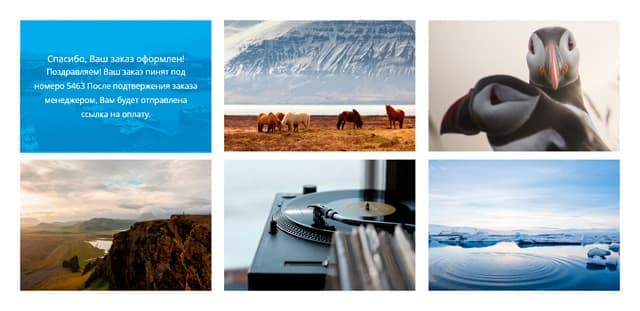 Спасибо, Ваш заказ оформлен!
Поздравляем! Ваш заказ пинят под
номеро 5463 После подтвержения заказа
менеджером, Вам будет отправлена
ссылка на оплату.